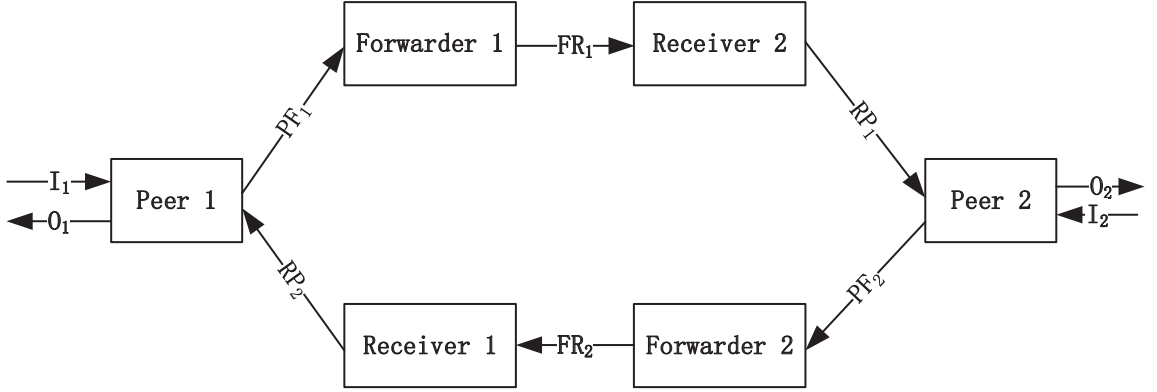 Forwarder 1
FR₁
Receiver 2
PF₁
RP₁
I₁
O₁
Peer 1
Peer 2
O₂
I₂
RP₂
PF₂
Receiver 1
FR₂
Forwarder 2